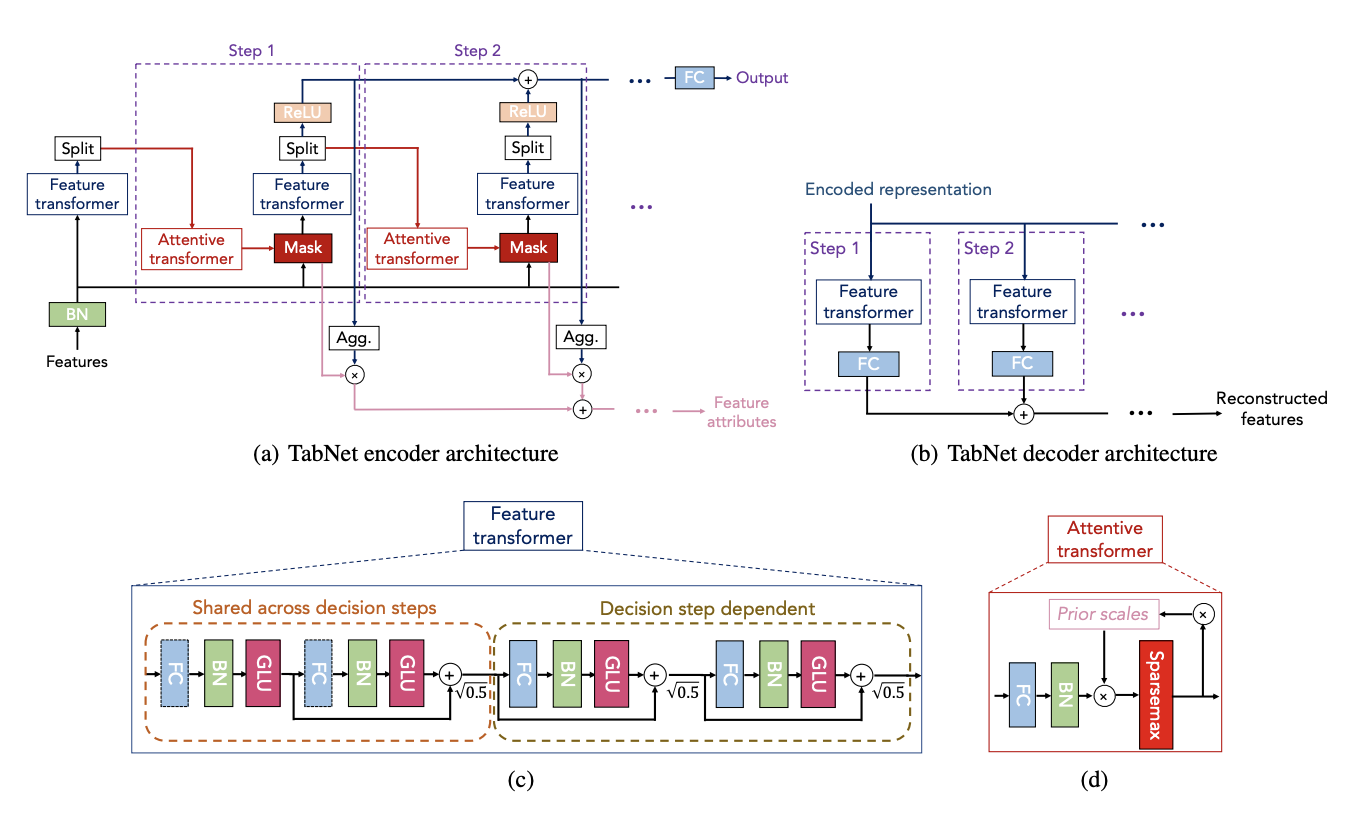 Step 1
Step 2
ReLU
ReLU
FC
Output
Split
Split
Split
Feature
transformer
Feature
transformer
Feature
transformer
Attentive
transformer
Mask
Attentive
transformer
Mask
BN
Features
Agg.
Agg.
Feature
attributes
(a) TabNet encoder architecture
Encoded representation
Step 1
Step 2
Feature
transformer
Feature
transformer
FC
FC
Reconstructed
features
(b) TabNet decoder architecture
Feature
transformer
Shared across decision steps
Decision step dependent
FC
BN
GLU
FC
BN
GLU
√0.5
FC
BN
GLU
√0.5
FC
BN
GLU
√0.5
(c)
Attentive
transformer
Prior scales
FC
BN
Sparsemax
(d)